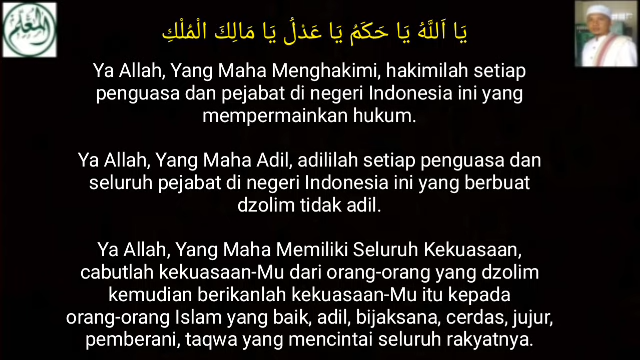 يَا اَللَّهُ يَا حَكَمُ يَا عَدْلُ يَا مَالِكَ الْمُلْكِ
Ya Allah, Yang Maha Menghakimi, hakimilah setiap
penguasa dan pejabat di negeri Indonesia ini yang
mempermainkan hukum.
Ya Allah, Yang Maha Adil, adililah setiap penguasa dan
seluruh pejabat di negeri Indonesia ini yang berbuat
dzolim tidak adil.
Ya Allah, Yang Maha Memiliki Seluruh Kekuasaan,
cabutlah kekuasaan-Mu dari orang-orang yang dzolim
kemudian berikanlah kekuasaan-Mu itu kepada
orang-orang Islam yang baik, adil, bijaksana, cerdas, jujur,
pemberani, taqwa yang mencintai seluruh rakyatnya.